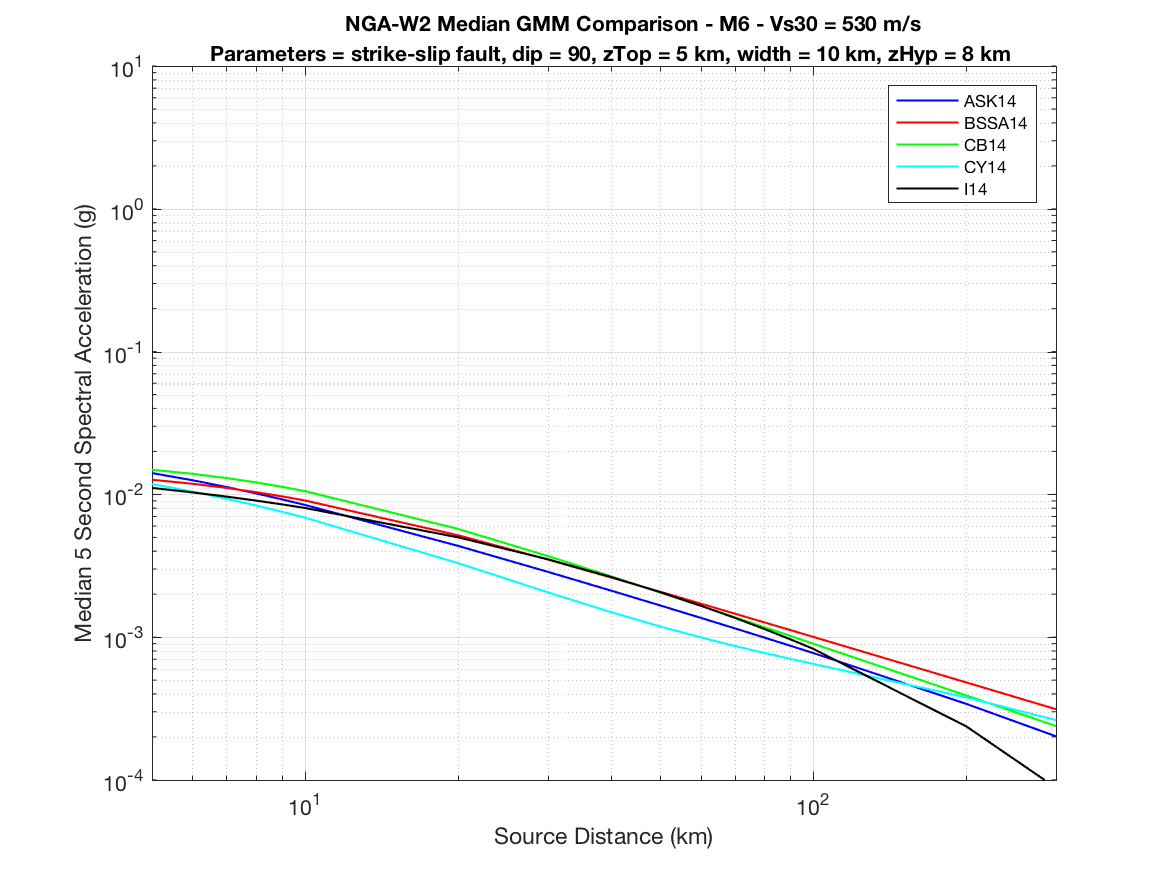 NGA-W2 Median GMM Comparison - M6 - Vs30 = 530 m/s
Parameters = strike-slip fault, dip = 90, zTop = 5 km, width = 10 km, zHyp = 8 km
ASK14
BSSA14
CB14
CY14
I14
Median 5 Second Spectral Acceleration (g)
10^1
10^0
10^-1
10^-2
10^-3
10^-4
10^1
10^2
Source Distance (km)